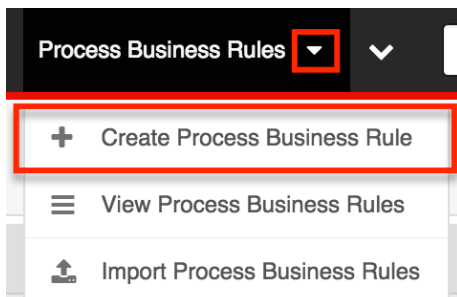 Process Business Rules
Create Process Business Rule
View Process Business Rules
Import Process Business Rules